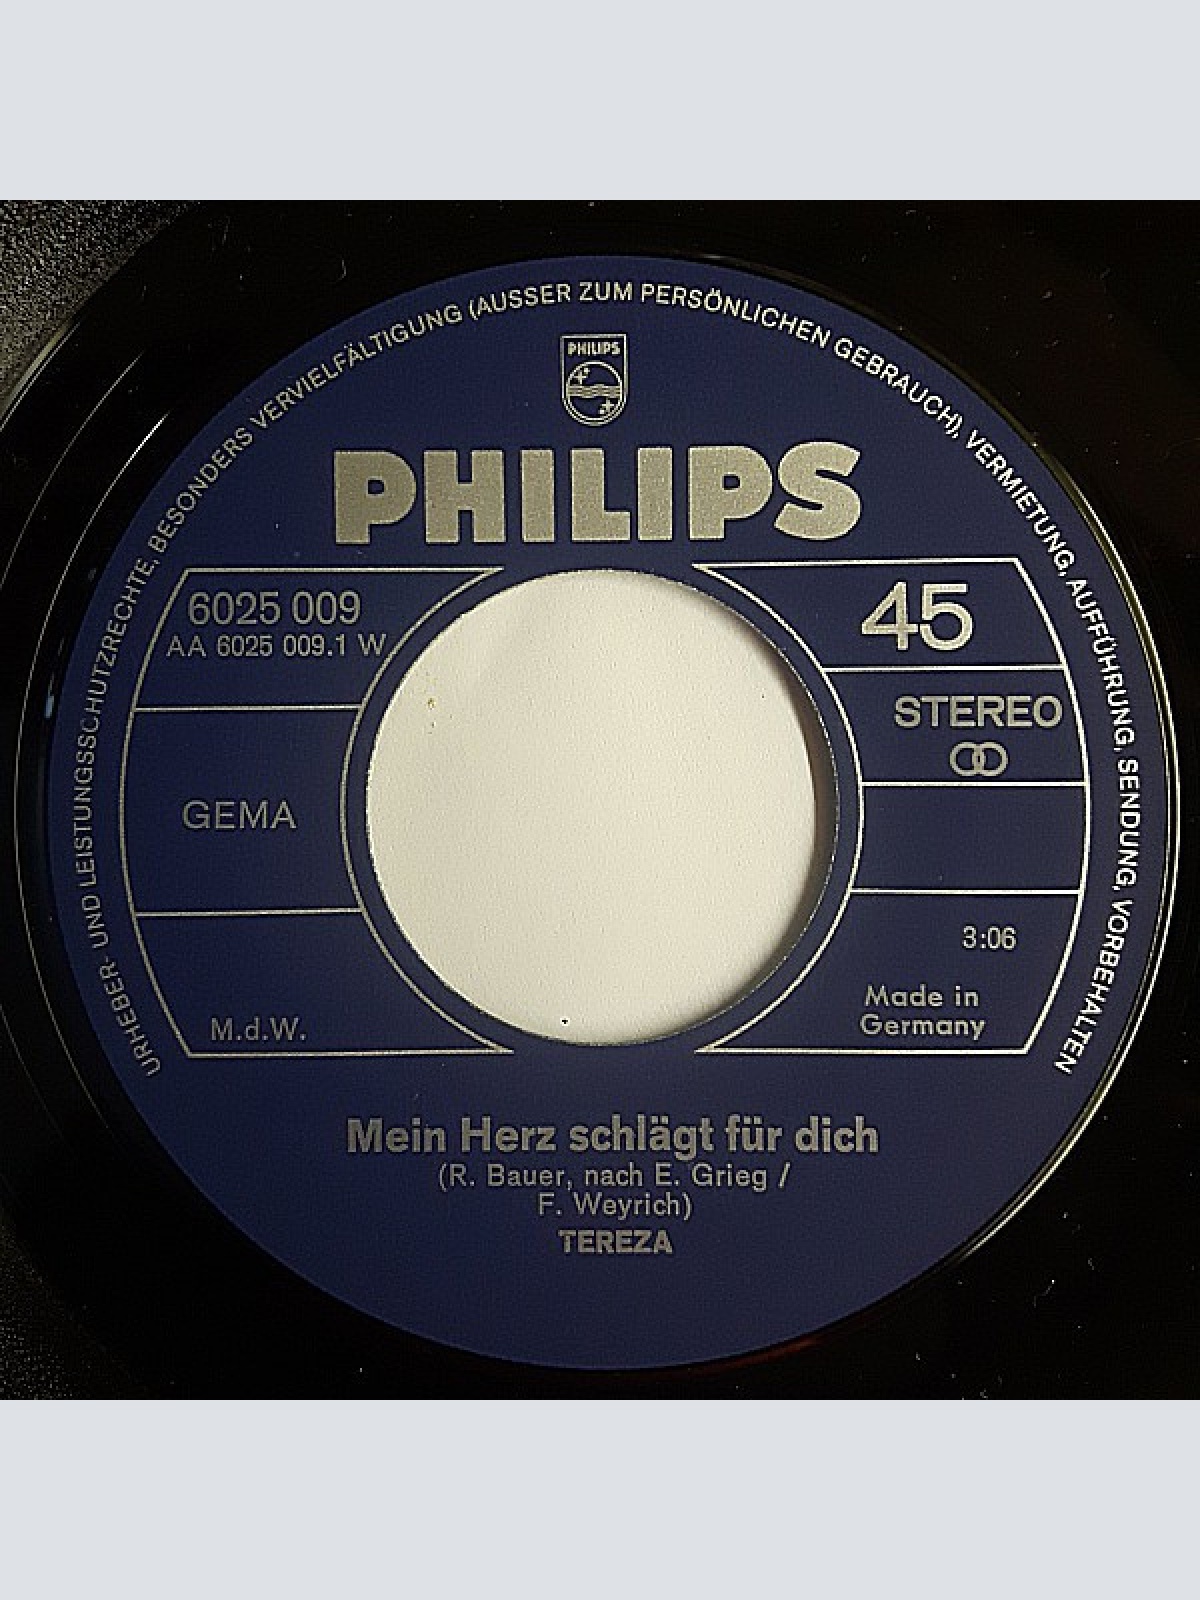 URHEBER- UND LEISTUNGSSCHUTZRECHTE, BESONDERS VERVIELFÄLTIGUNG (AUSSER ZUM PERSÖNLICHEN GEBRAUCH), VERMIETUNG, AUFFÜHRUNG, SENDUNG, VORBEHALTEN
PHILIPS
PHILIPS
6025 009
AA 6025 009.1 W
45
STEREO
GEMA
3:06
M.d.W.
Made in
Germany
Mein Herz schlägt für dich
(R. Bauer, nach E. Grieg /
F. Weyrich)
TEREZA